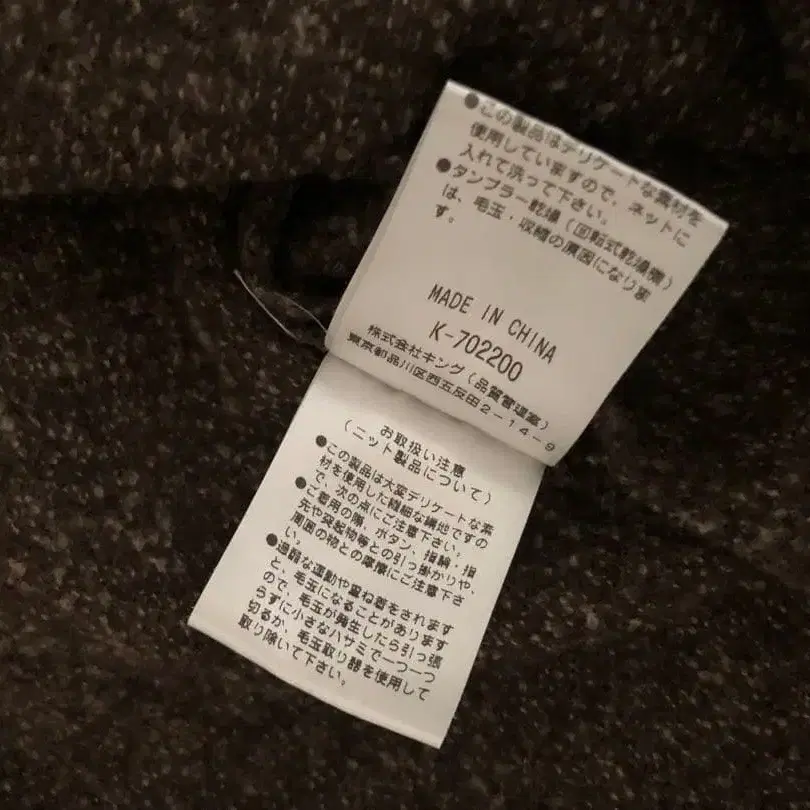 ●この製品はデリケートな素材を
使用していますので、ネットに
入れて洗って下さい。
●タンブラー乾燥(回転式乾燥機)
は、毛玉・収縮の原因になりま
す。
MADE IN CHINA
K-702200
株式会社キング(品質管理室)
東京都品川区西五反田2-14-9
お取扱い注意
(ニット製品について)
●この製品は大変デリケートな素
材を使用した繊細な編地ですの
で、次の点にご注意下さい。
●ご着用の際、ボタン、指輪・指
先や突起物等との引っ掛かりや、
周囲の物との摩擦にご注意下さ
い。
●過激な運動や重ね着をされます
と、毛玉になることがあります
ので、毛玉が発生したら引っ張
らずに小さなハサミで一つ一つ
切るか、毛玉取り器を使用して
取り除いて下さい。